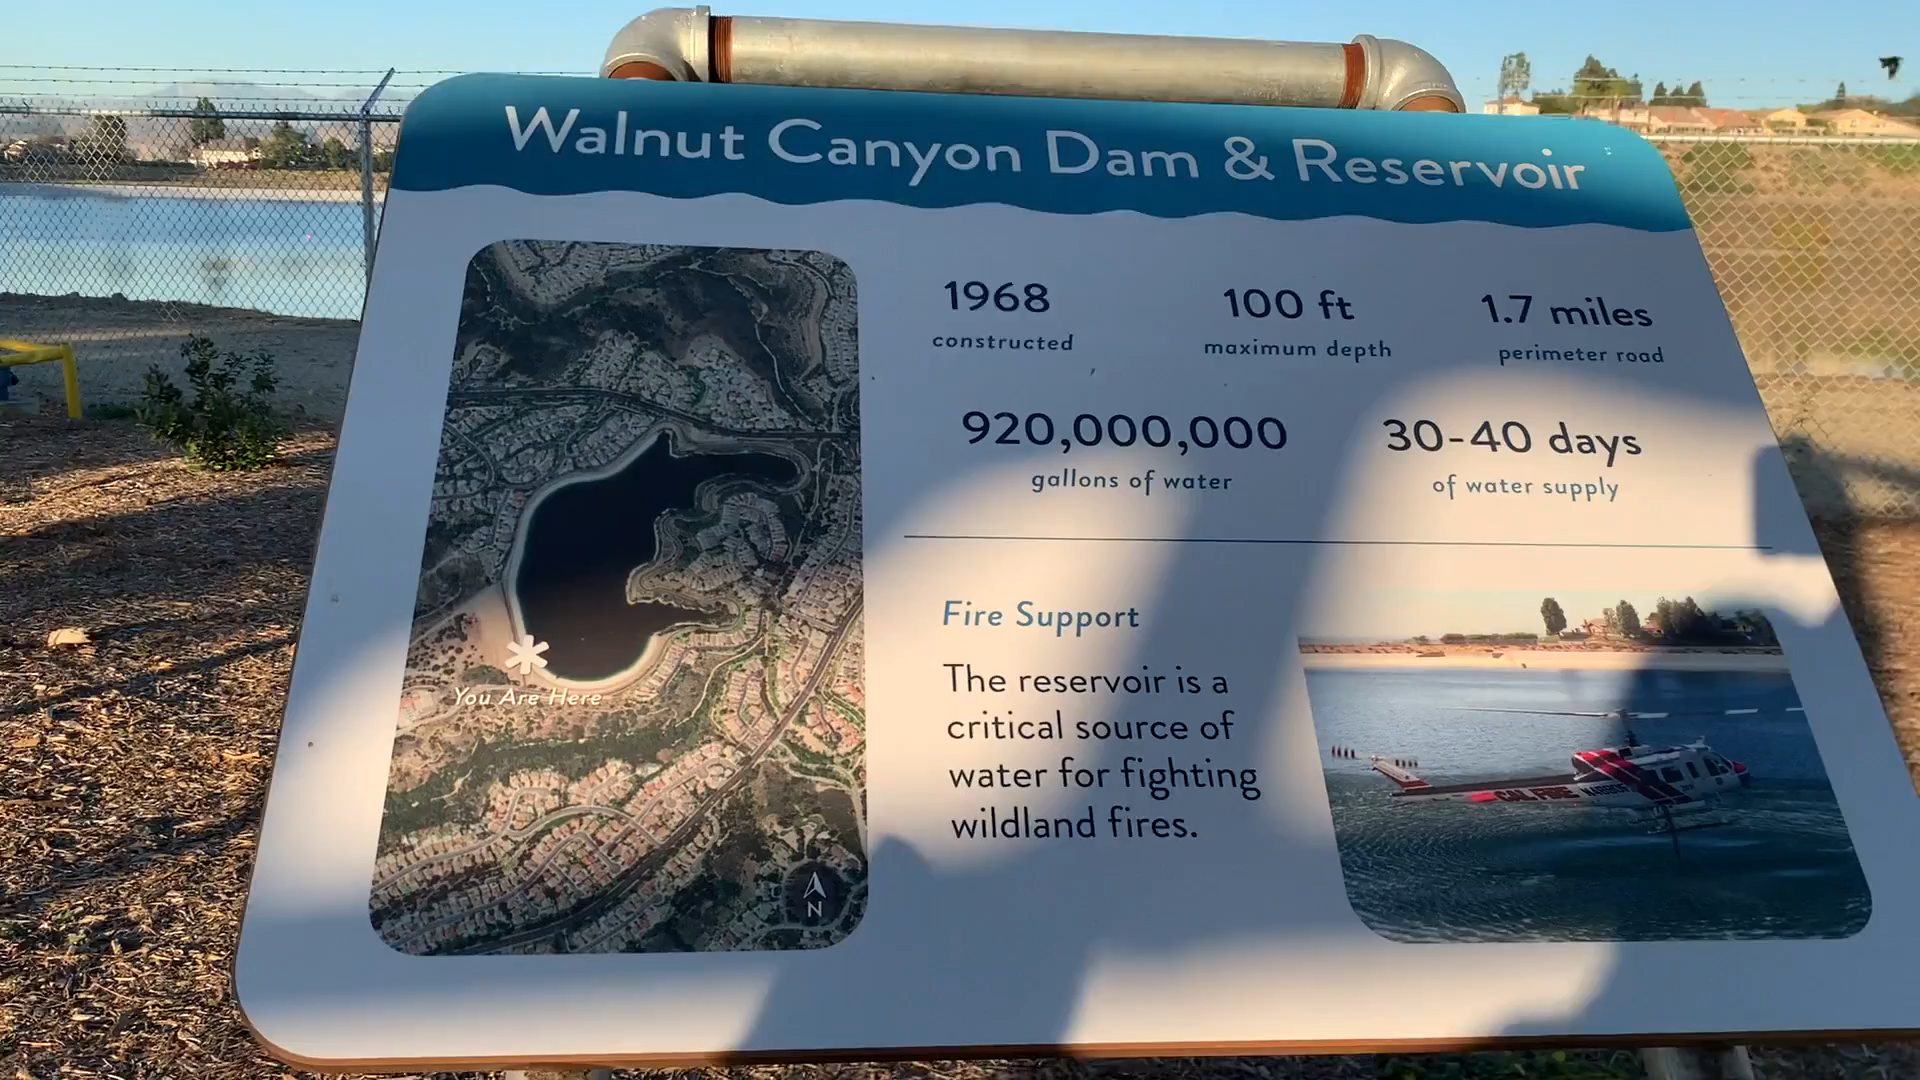 Walnut Canyon Dam & Reservoir
1968
constructed
100 ft
maximum depth
1.7 miles
perimeter road
920,000,000
gallons of water
30-40 days
of water supply
You Are Here
N
Fire Support
The reservoir is a
critical source of
water for fighting
wildland fires.
CAL FIRE